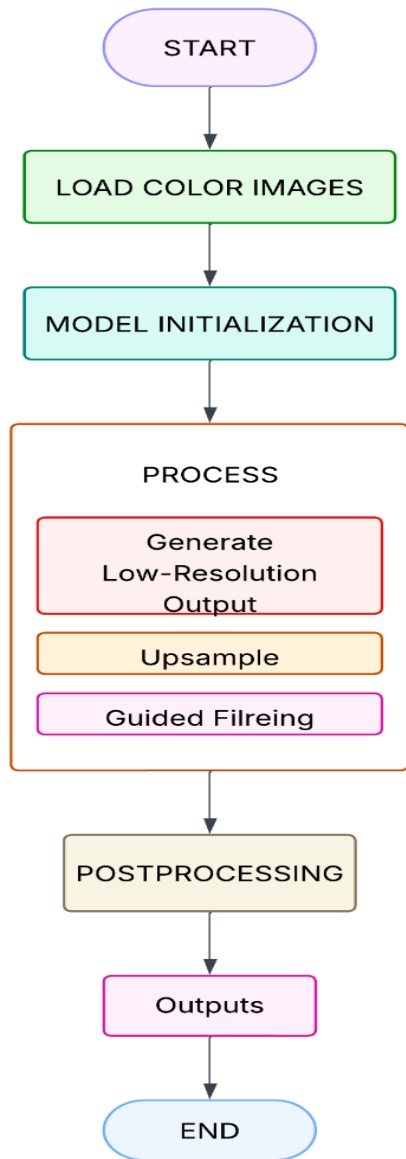 START
LOAD COLOR IMAGES
MODEL INITIALIZATION
PROCESS
Generate
Low-Resolution
Output
Upsample
Guided Filreing
POSTPROCESSING
Outputs
END